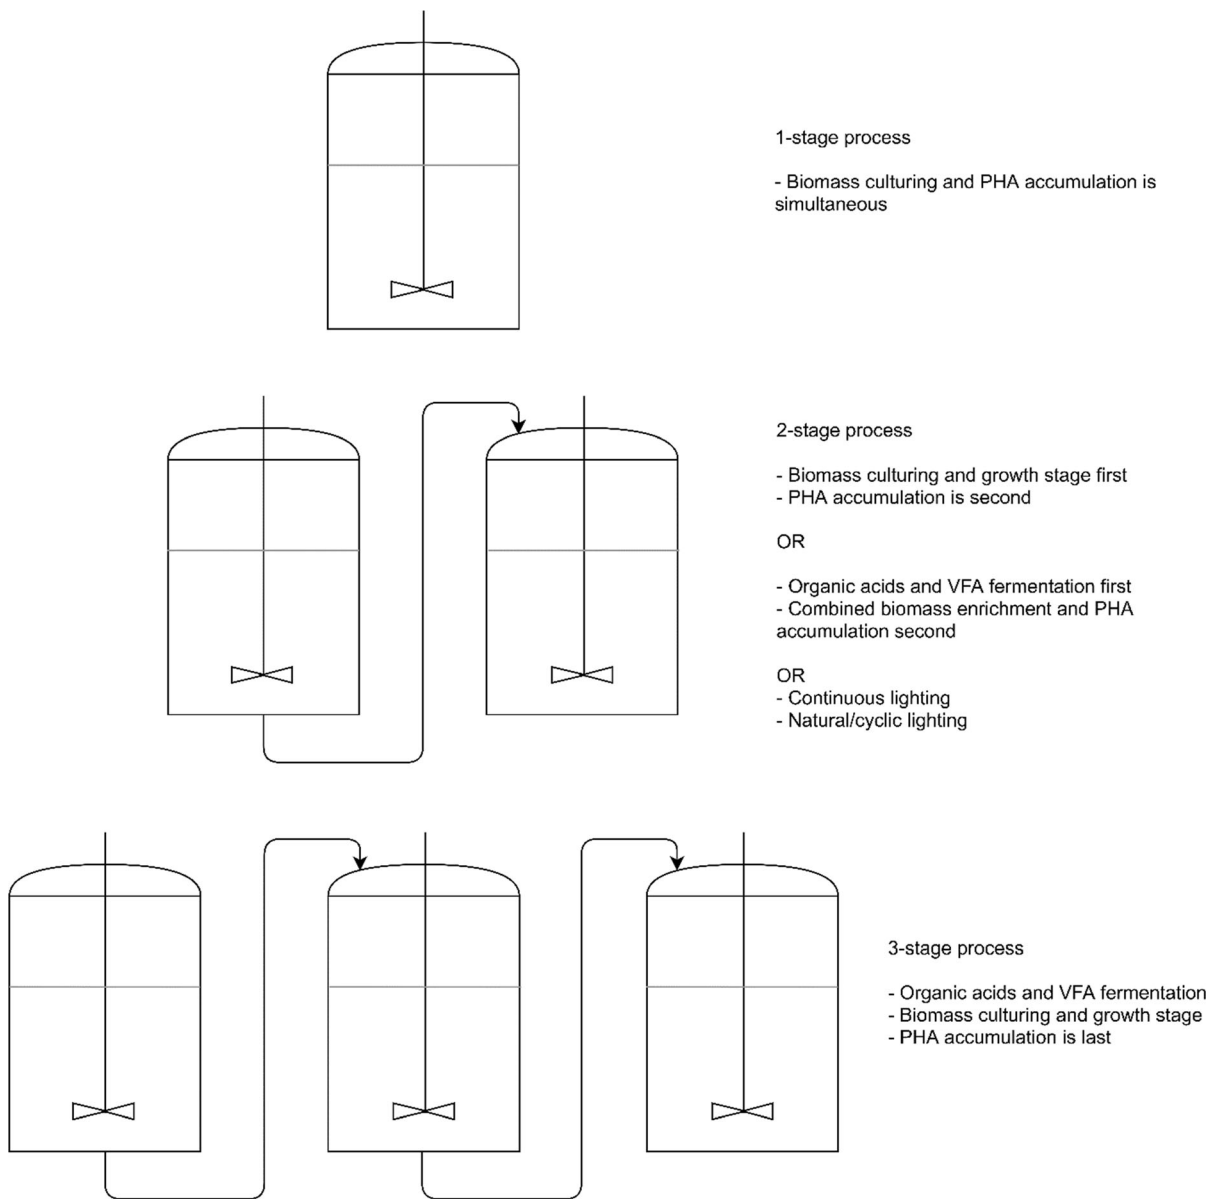 1-stage process
- Biomass culturing and PHA accumulation is
simultaneous
2-stage process
- Biomass culturing and growth stage first
- PHA accumulation is second
OR
- Organic acids and VFA fermentation first
- Combined biomass enrichment and PHA
accumulation second
OR
- Continuous lighting
- Natural/cyclic lighting
3-stage process
- Organic acids and VFA fermentation
- Biomass culturing and growth stage
- PHA accumulation is last